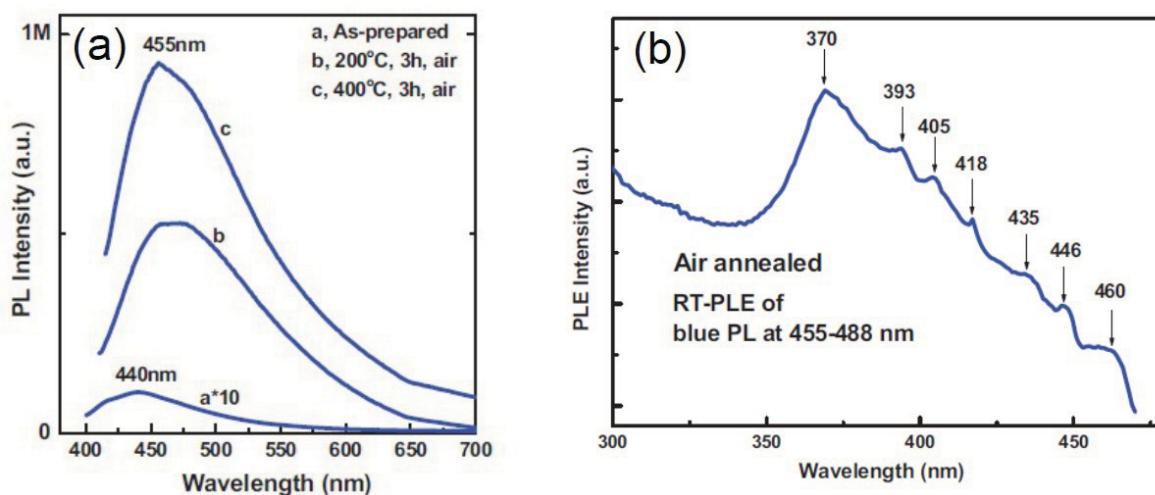 (a)
1M
455nm
a, As-prepared
b, 200°C, 3h, air
c, 400°C, 3h, air
c
b
440nm
a*10
0
PL Intensity (a.u.)
400 450 500 550 600 650 700
Wavelength (nm)
(b)
370
393
405
418
435
446
460
Air annealed
RT-PLE of
blue PL at 455-488 nm
PLE Intensity (a.u.)
300 350 400 450
Wavelength (nm)